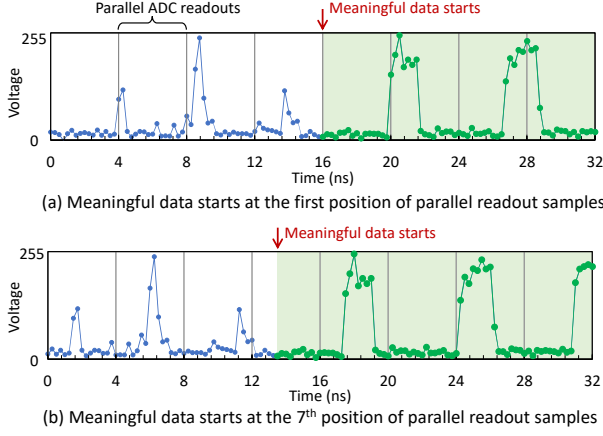 Parallel ADC readouts
Meaningful data starts
255
Voltage
0
0 4 8 12 16 20 24 28 32
Time (ns)
(a) Meaningful data starts at the first position of parallel readout samples
Meaningful data starts
255
Voltage
0
0 4 8 12 16 20 24 28 32
Time (ns)
(b) Meaningful data starts at the 7th position of parallel readout samples